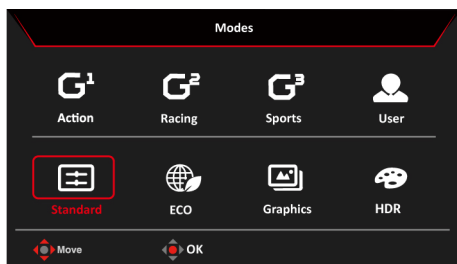 Modes
G¹ G² G³
Action Racing Sports User
Standard ECO Graphics HDR
Move OK